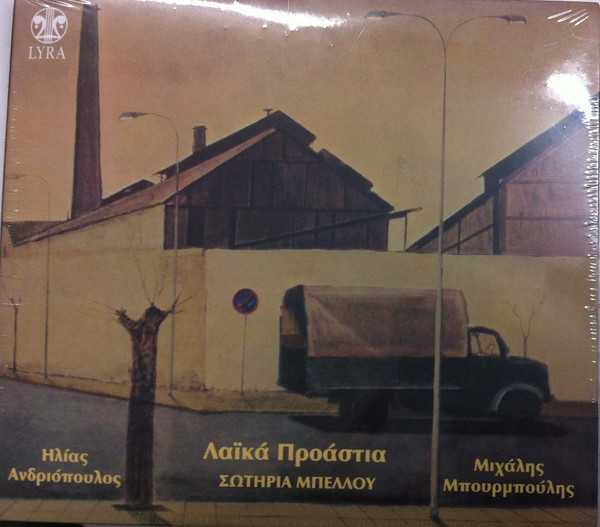 LYRA
Λαϊκά Προάστια
ΣΩΤΗΡΙΑ ΜΠΕΛΛΟΥ
Ηλίας
Ανδριόπουλος
Μιχάλης
Μπουρμπούλης